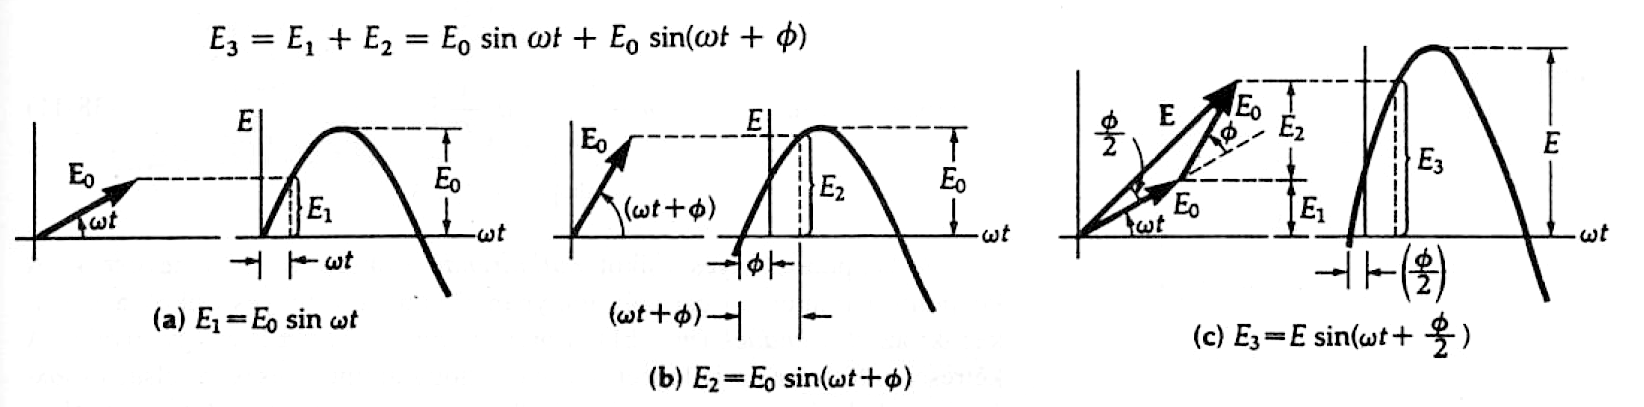 E₃ = E₁ + E₂ = E₀ sin ωt + E₀ sin(ωt + ϕ)
E₀
ωt
E
E₁
E₀
ωt
ωt
(a) E₁=E₀ sin ωt
E₀
(ωt+ϕ)
E
E₂
E₀
ωt
ϕ
(ωt+ϕ)
(b) E₂=E₀ sin(ωt+ϕ)
ϕ/2
E
E₀
ϕ
E₂
E₀
ωt
E₁
E₃
E
ωt
(ϕ/2)
(c) E₃=E sin(ωt+ ϕ/2)